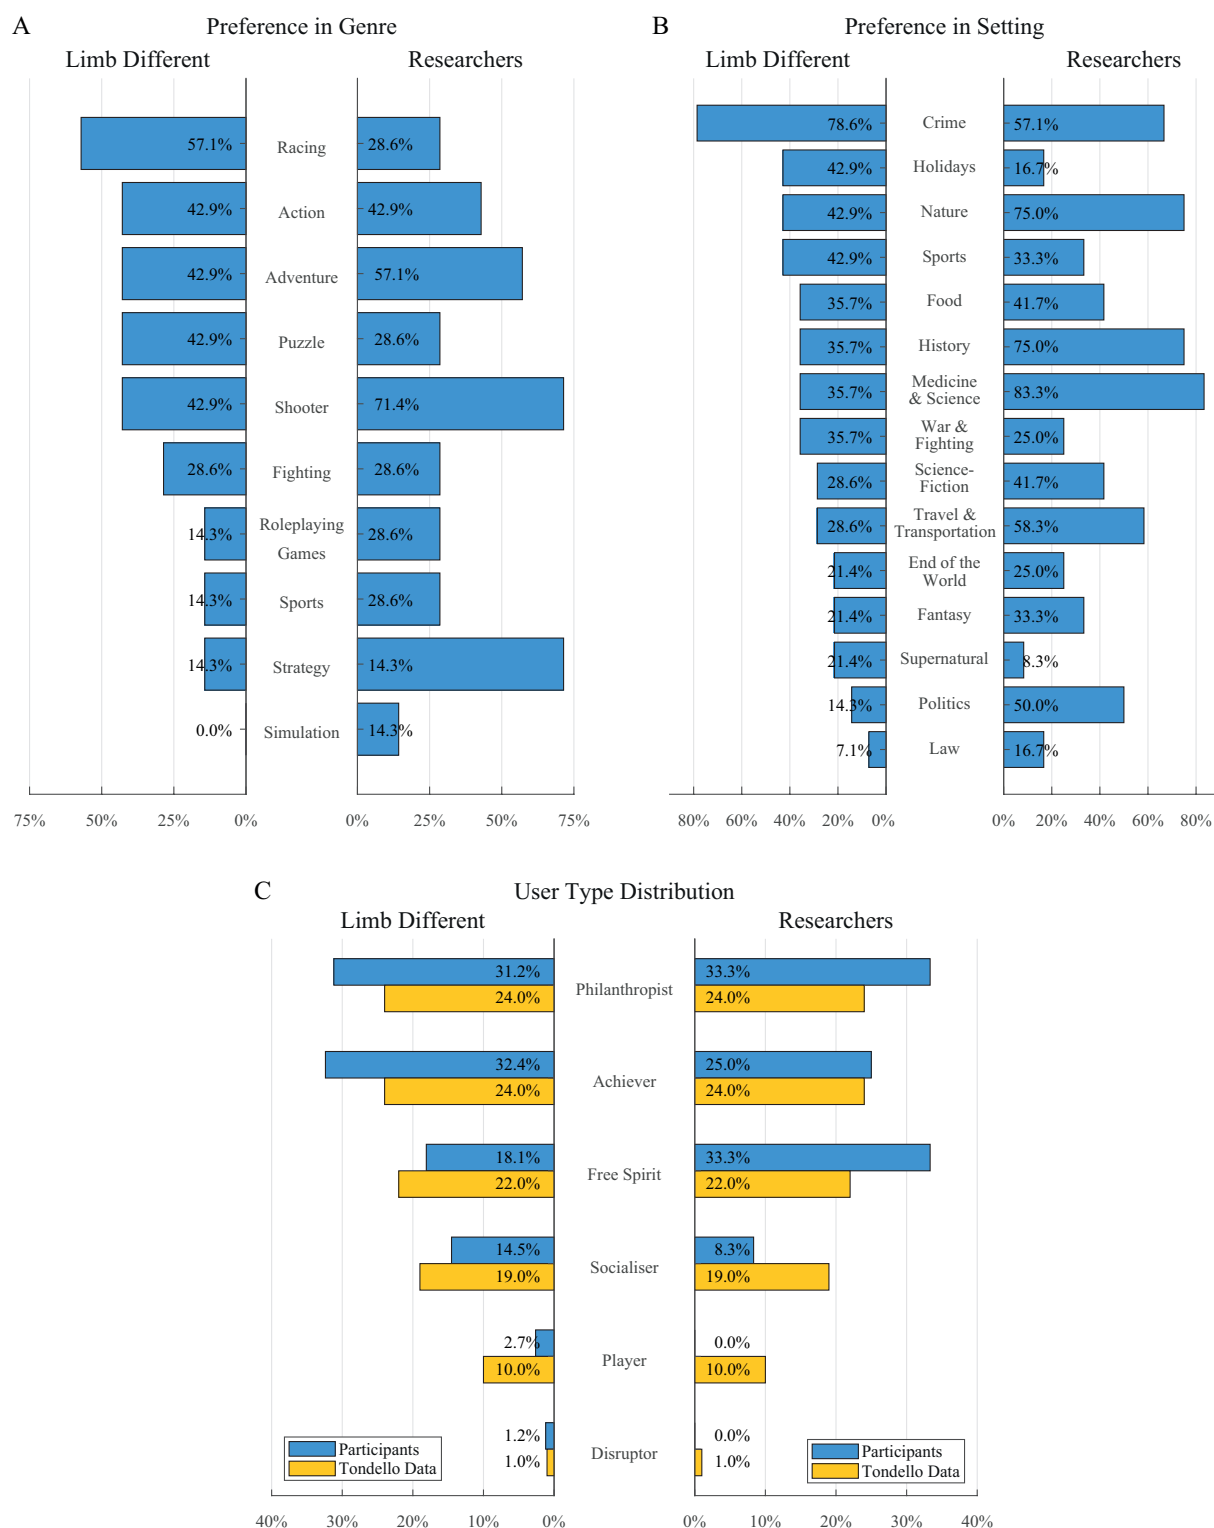 A
Preference in Genre
Limb Different
Researchers
57.1%
Racing
28.6%
42.9%
Action
42.9%
42.9%
Adventure
57.1%
42.9%
Puzzle
28.6%
42.9%
Shooter
71.4%
28.6%
Fighting
28.6%
14.3%
Roleplaying
Games
28.6%
14.3%
Sports
28.6%
14.3%
Strategy
14.3%
0.0%
Simulation
14.3%
75%
50%
25%
0%
0%
25%
50%
75%
B
Preference in Setting
Limb Different
Researchers
78.6%
Crime
57.1%
42.9%
Holidays
16.7%
42.9%
Nature
75.0%
42.9%
Sports
33.3%
35.7%
Food
41.7%
35.7%
History
75.0%
35.7%
Medicine
& Science
83.3%
35.7%
War &
Fighting
25.0%
28.6%
Science-
Fiction
41.7%
28.6%
Travel &
Transportation
58.3%
21.4%
End of the
World
25.0%
21.4%
Fantasy
33.3%
21.4%
Supernatural
8.3%
14.3%
Politics
50.0%
7.1%
Law
16.7%
80%
60%
40%
20%
0%
0%
20%
40%
60%
80%
C
User Type Distribution
Limb Different
Researchers
31.2%
24.0%
Philanthropist
33.3%
24.0%
32.4%
24.0%
Achiever
25.0%
24.0%
18.1%
22.0%
Free Spirit
33.3%
22.0%
14.5%
19.0%
Socialiser
8.3%
19.0%
2.7%
10.0%
Player
0.0%
10.0%
1.2%
1.0%
Disruptor
0.0%
1.0%
Participants
Tondello Data
Participants
Tondello Data
40%
30%
20%
10%
0%
0%
10%
20%
30%
40%